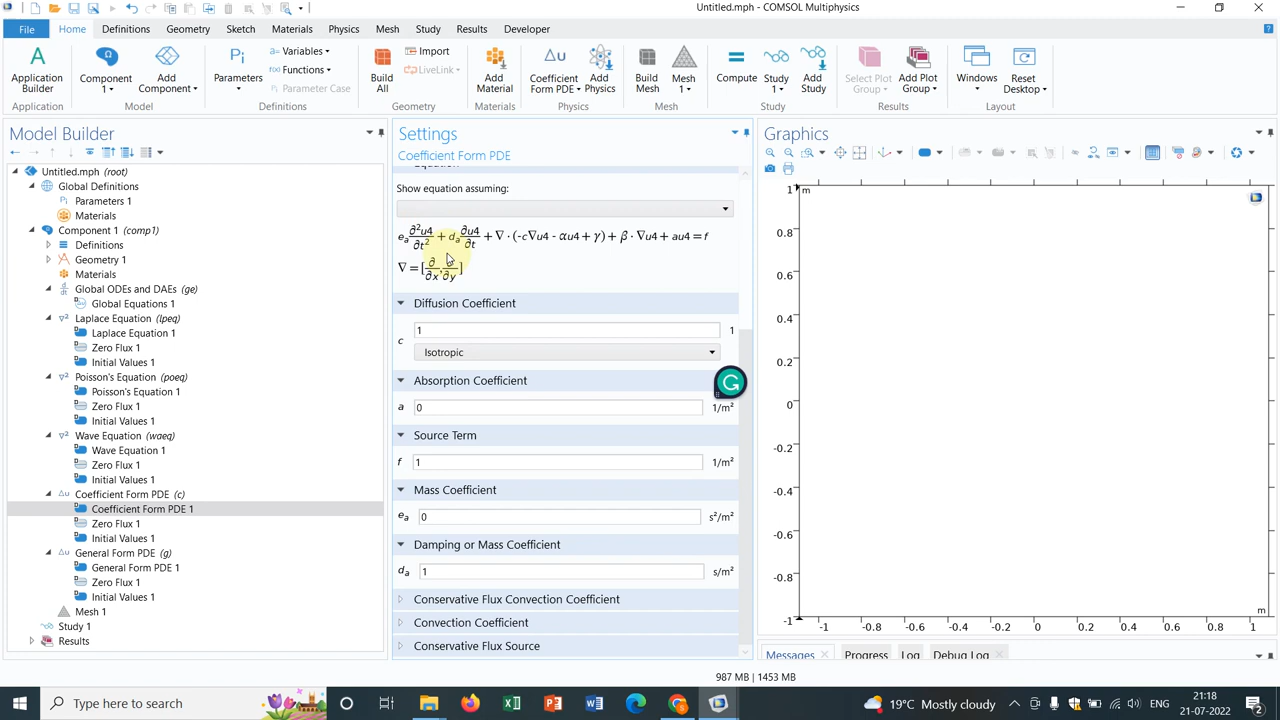 Untitled.mph - COMSOL Multiphysics
File Home Definitions Geometry Sketch Materials Physics Mesh Study Results Developer
Application Builder
Component 1
Add Component
Parameters
a= Variables
f(x) Functions
Parameter Case
Build All
Import
LiveLink
Add Material
Coefficient Form PDE
Add Physics
Build Mesh
Mesh 1
Compute
Study 1
Add Study
Select Plot Group
Add Plot Group
Windows
Reset Desktop
Application Model Definitions Geometry Materials Physics Mesh Study Results Layout
Model Builder
Untitled.mph (root)
Global Definitions
Parameters 1
Materials
Component 1 (comp1)
Definitions
Geometry 1
Materials
Global ODEs and DAEs (ge)
Global Equations 1
Laplace Equation (lpeq)
Laplace Equation 1
Zero Flux 1
Initial Values 1
Poisson's Equation (poeq)
Poisson's Equation 1
Zero Flux 1
Initial Values 1
Wave Equation (waeq)
Wave Equation 1
Zero Flux 1
Initial Values 1
Coefficient Form PDE (c)
Coefficient Form PDE 1
Zero Flux 1
Initial Values 1
General Form PDE (g)
General Form PDE 1
Zero Flux 1
Initial Values 1
Mesh 1
Study 1
Results
Settings
Coefficient Form PDE
Equation
Show equation assuming:
eₐ ∂²u4/∂t² + dₐ ∂u4/∂t + ∇ · (-c∇u4 - αu4 + γ) + β · ∇u4 + au4 = f
∇ = [∂/∂x, ∂/∂y]
Diffusion Coefficient
c 1 1
Isotropic
Absorption Coefficient
a 0 1/m²
Source Term
f 1 1/m²
Mass Coefficient
eₐ 0 s²/m²
Damping or Mass Coefficient
dₐ 1 s/m²
Conservative Flux Convection Coefficient
Convection Coefficient
Conservative Flux Source
Graphics
m
0.8
0.6
0.4
0.2
0
-0.2
-0.4
-0.6
-0.8
-1
m
-1 -0.8 -0.6 -0.4 -0.2 0 0.2 0.4 0.6 0.8 1
Messages Progress Log Debug Log
987 MB | 1453 MB
Type here to search
19°C Mostly cloudy
ENG
21:18
21-07-2022
2